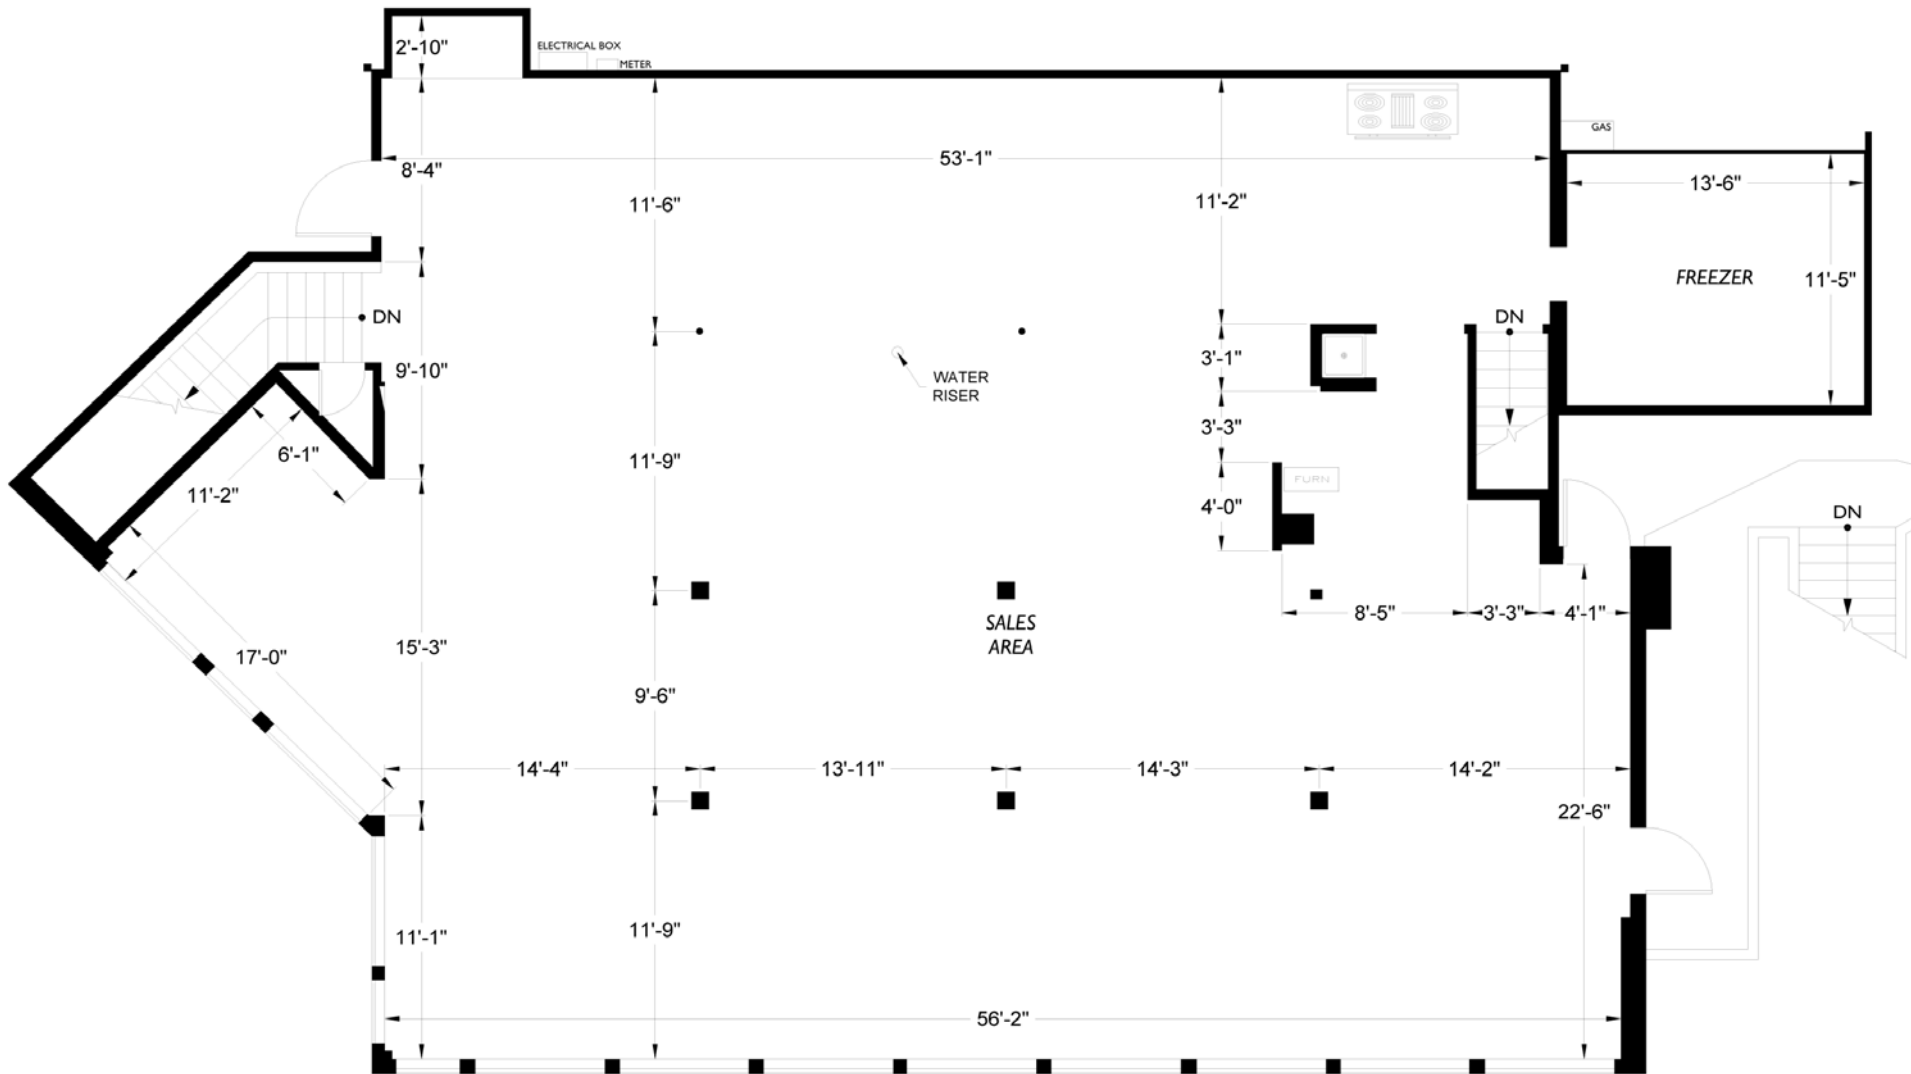 2'-10"
ELECTRICAL BOX
METER
GAS
53'-1"
8'-4"
13'-6"
11'-6"
11'-2"
FREEZER
11'-5"
DN
DN
9'-10"
3'-1"
WATER
RISER
3'-3"
6'-1"
11'-9"
11'-2"
FURN
4'-0"
DN
8'-5"
3'-3"
4'-1"
SALES
AREA
15'-3"
17'-0"
9'-6"
14'-4"
13'-11"
14'-3"
14'-2"
22'-6"
11'-1"
11'-9"
56'-2"